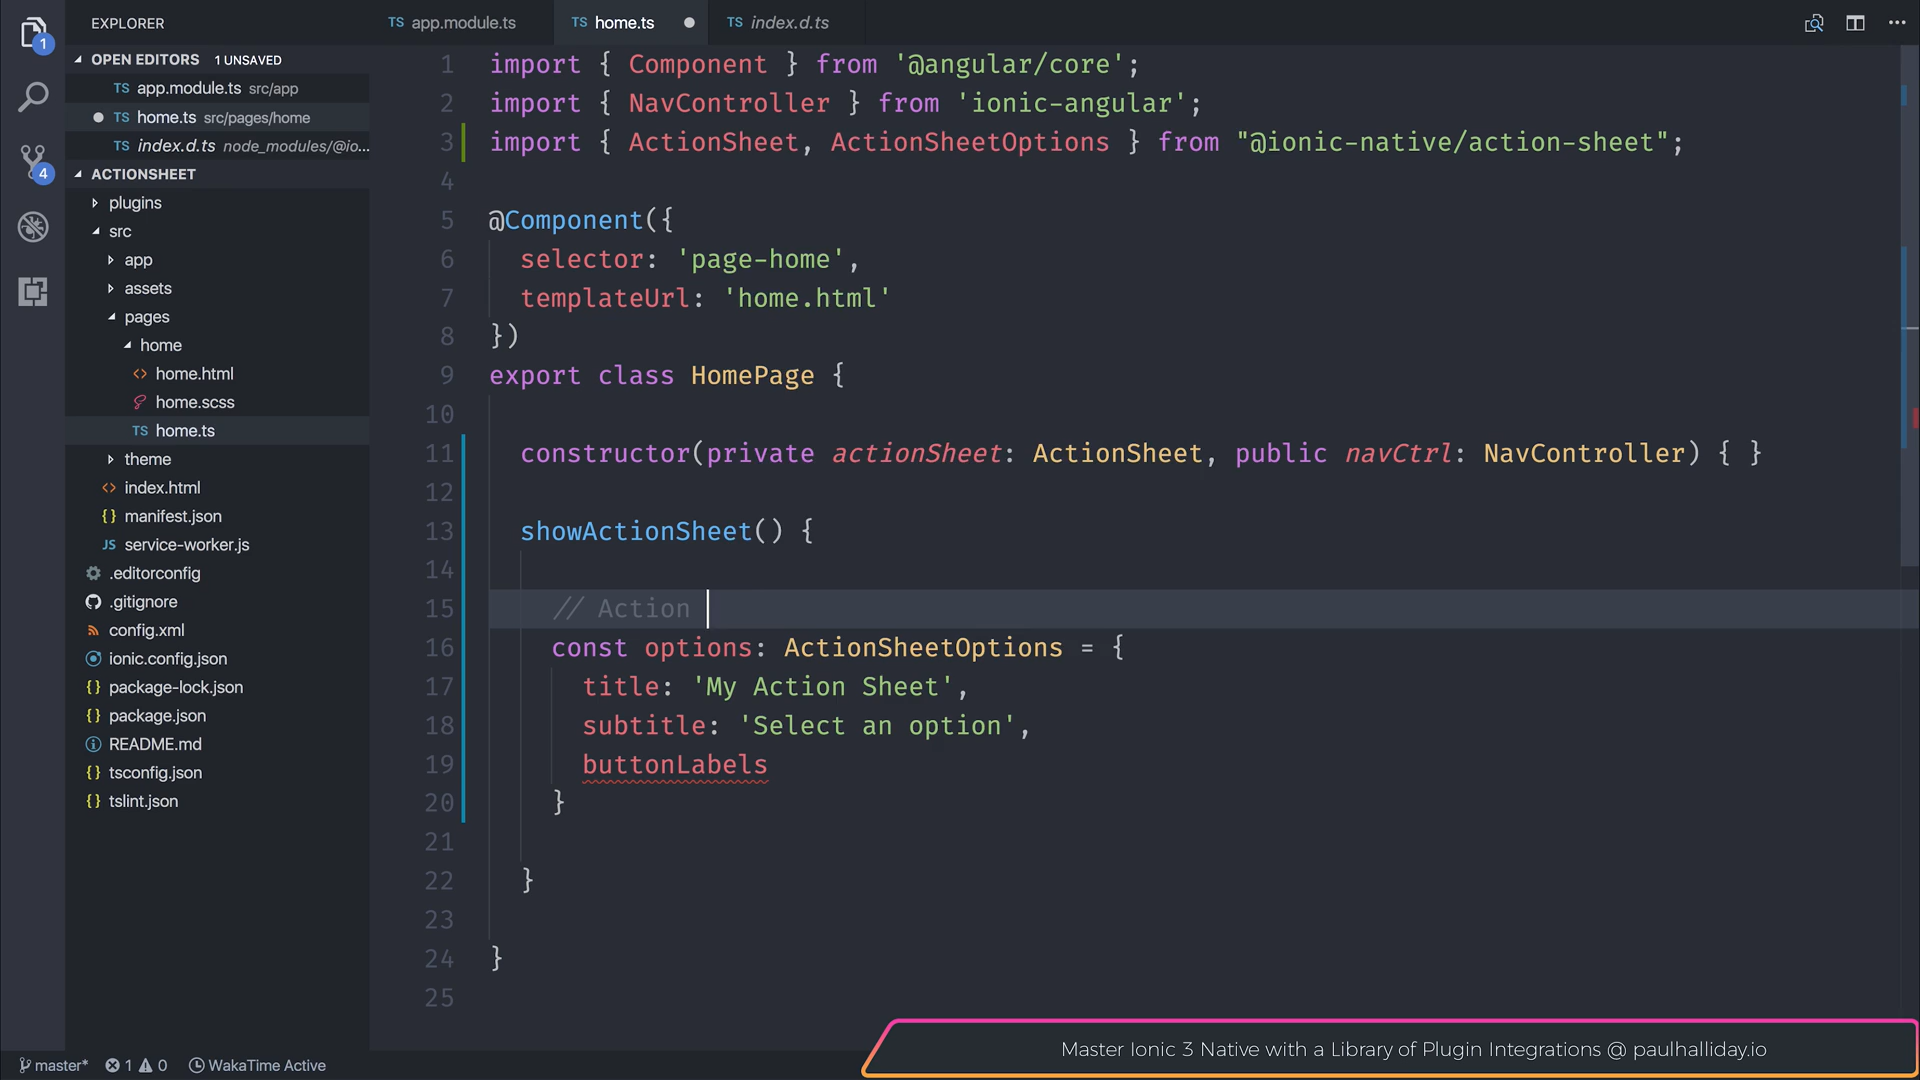 EXPLORER
OPEN EDITORS 1 UNSAVED
TS app.module.ts src/app
TS home.ts src/pages/home
TS index.d.ts node_modules/@io...
ACTIONSHEET
plugins
src
app
assets
pages
home
<> home.html
home.scss
TS home.ts
theme
<> index.html
{} manifest.json
JS service-worker.js
.editorconfig
.gitignore
config.xml
ionic.config.json
{} package-lock.json
{} package.json
README.md
{} tsconfig.json
{} tslint.json
1
4
TS app.module.ts
TS home.ts
TS index.d.ts
1 import { Component } from '@angular/core';
2 import { NavController } from 'ionic-angular';
3 import { ActionSheet, ActionSheetOptions } from "@ionic-native/action-sheet";
4
5 @Component({
6 selector: 'page-home',
7 templateUrl: 'home.html'
8 })
9 export class HomePage {
10
11 constructor(private actionSheet: ActionSheet, public navCtrl: NavController) { }
12
13 showActionSheet() {
14
15 // Action
16 const options: ActionSheetOptions = {
17 title: 'My Action Sheet',
18 subtitle: 'Select an option',
19 buttonLabels
20 }
21
22 }
23
24 }
25
Master Ionic 3 Native with a Library of Plugin Integrations @ paulhalliday.io
master* 1 0 WakaTime Active